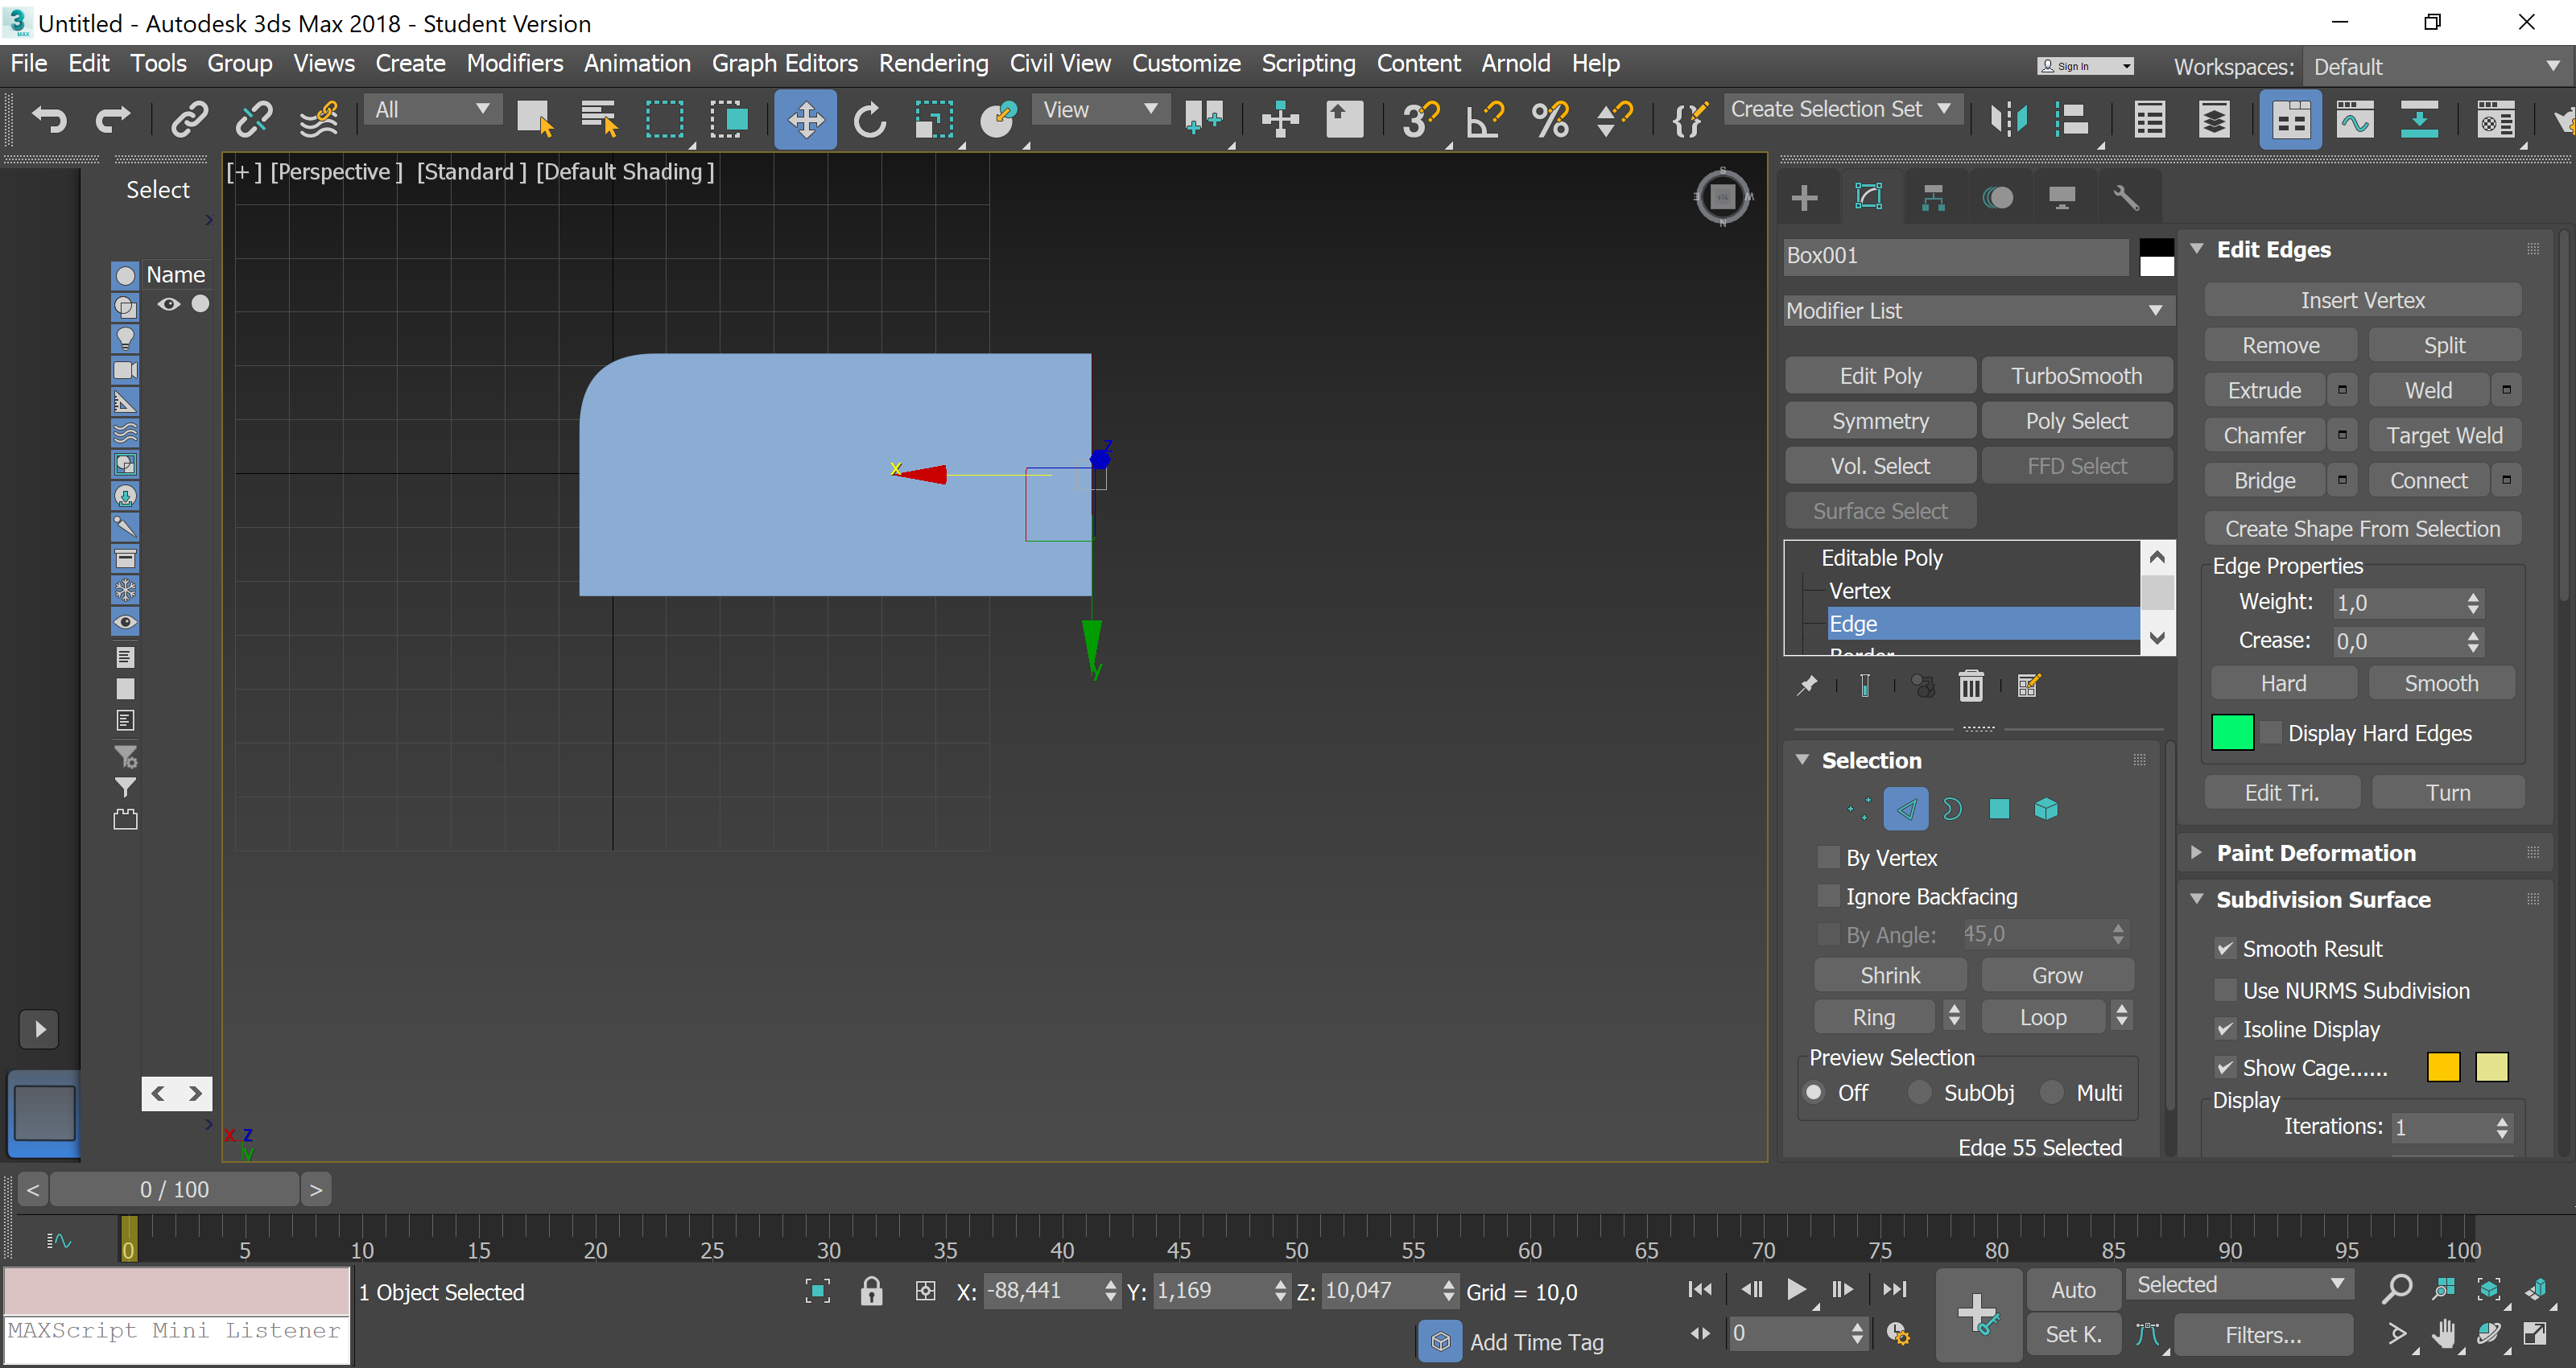 Untitled - Autodesk 3ds Max 2018 - Student Version
File Edit Tools Group Views Create Modifiers Animation Graph Editors Rendering Civil View Customize Scripting Content Arnold Help
Sign In
Workspaces: Default
All
View
Create Selection Set
Select
Name
[+] [Perspective] [Standard] [Default Shading]
x
z
y
x z
y
Box001
Modifier List
Edit Poly TurboSmooth
Symmetry Poly Select
Vol. Select FFD Select
Surface Select
Editable Poly
Vertex
Edge
Border
Selection
By Vertex
Ignore Backfacing
By Angle: 45,0
Shrink Grow
Ring Loop
Preview Selection
Off SubObj Multi
Edge 55 Selected
Edit Edges
Insert Vertex
Remove Split
Extrude Weld
Chamfer Target Weld
Bridge Connect
Create Shape From Selection
Edge Properties
Weight: 1,0
Crease: 0,0
Hard Smooth
Display Hard Edges
Edit Tri. Turn
Paint Deformation
Subdivision Surface
Smooth Result
Use NURMS Subdivision
Isoline Display
Show Cage......
Display
Iterations: 1
< 0 / 100 >
0 5 10 15 20 25 30 35 40 45 50 55 60 65 70 75 80 85 90 95 100
1 Object Selected
X: -88,441 Y: 1,169 Z: 10,047 Grid = 10,0
Auto Selected
MAXScript Mini Listener
Add Time Tag
0
Set K. Filters...